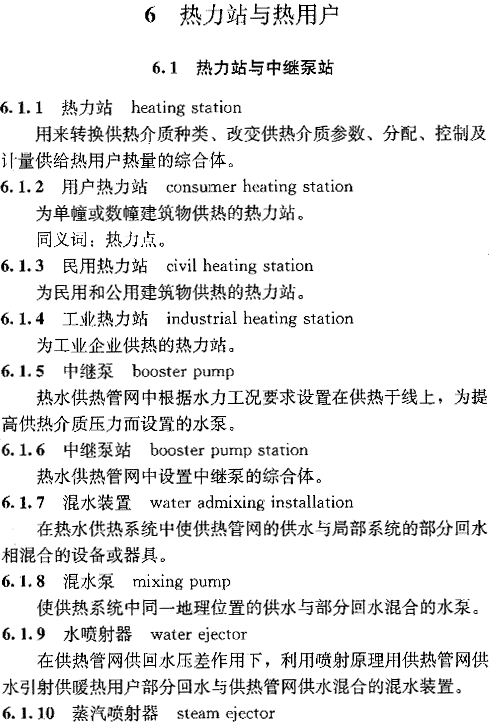 6 热力站与热用户
6.1 热力站与中继泵站
6.1.1 热力站 heating station
用来转换供热介质种类、改变供热介质参数、分配、控制及
计量供给热用户热量的综合体。
6.1.2 用户热力站 consumer heating station
为单幢或数幢建筑物供热的热力站。
同义词：热力点。
6.1.3 民用热力站 civil heating station
为民用和公用建筑物供热的热力站。
6.1.4 工业热力站 industrial heating station
为工业企业供热的热力站。
6.1.5 中继泵 booster pump
热水供热管网中根据水力工况要求设置在供热干线上，为提
高供热介质压力而设置的水泵。
6.1.6 中继泵站 booster pump station
热水供热管网中设置中继泵的综合体。
6.1.7 混水装置 water admixing installation
在热水供热系统中使供热管网的供水与局部系统的部分回水
相混合的设备或器具。
6.1.8 混水泵 mixing pump
使供热系统中同一地理位置的供水与部分回水混合的水泵。
6.1.9 水喷射器 water ejector
在供热管网供回水压差作用下，利用喷射原理用供热管网供
水引射供暖热用户部分回水与供热管网供水混合的混水装置。
6.1.10 蒸汽喷射器 steam ejector